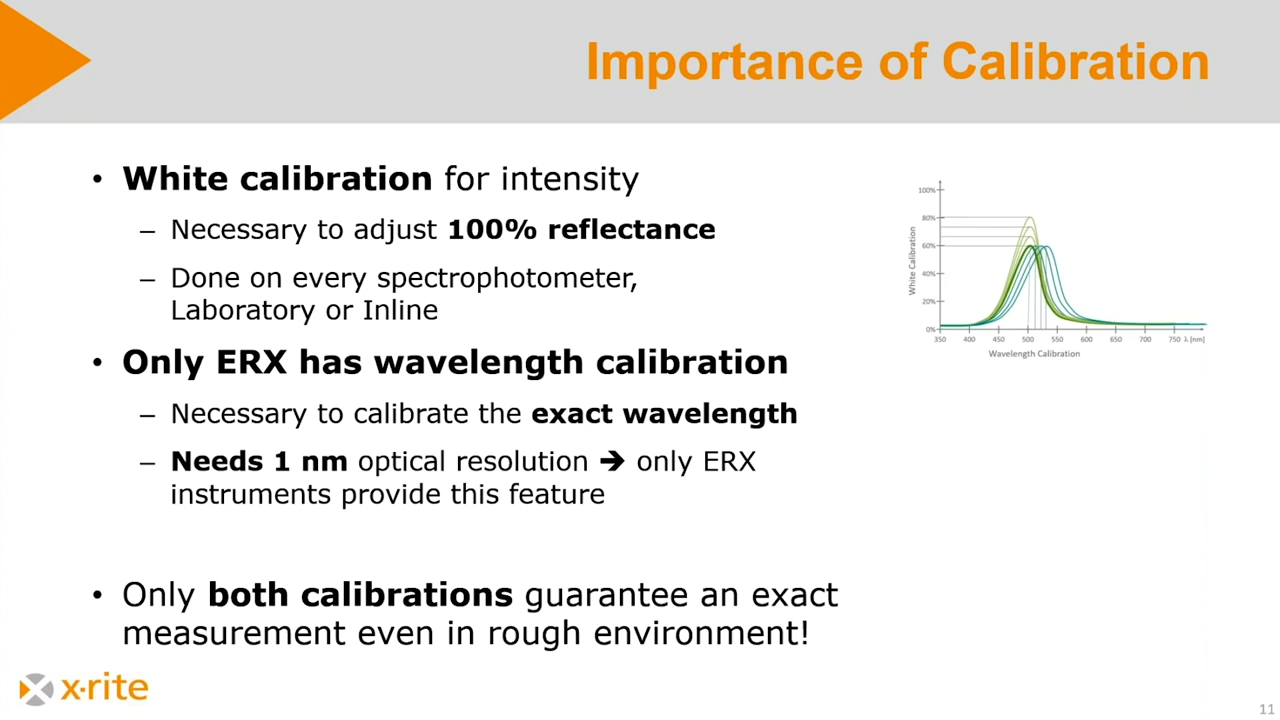 Importance of Calibration
• White calibration for intensity
– Necessary to adjust 100% reflectance
– Done on every spectrophotometer,
Laboratory or Inline
• Only ERX has wavelength calibration
– Necessary to calibrate the exact wavelength
– Needs 1 nm optical resolution ➔ only ERX
instruments provide this feature
• Only both calibrations guarantee an exact
measurement even in rough environment!
100%
80%
60%
40%
20%
0%
White Calibration
350 400 450 500 550 600 650 700 750 λ [nm]
Wavelength Calibration
x·rite
11